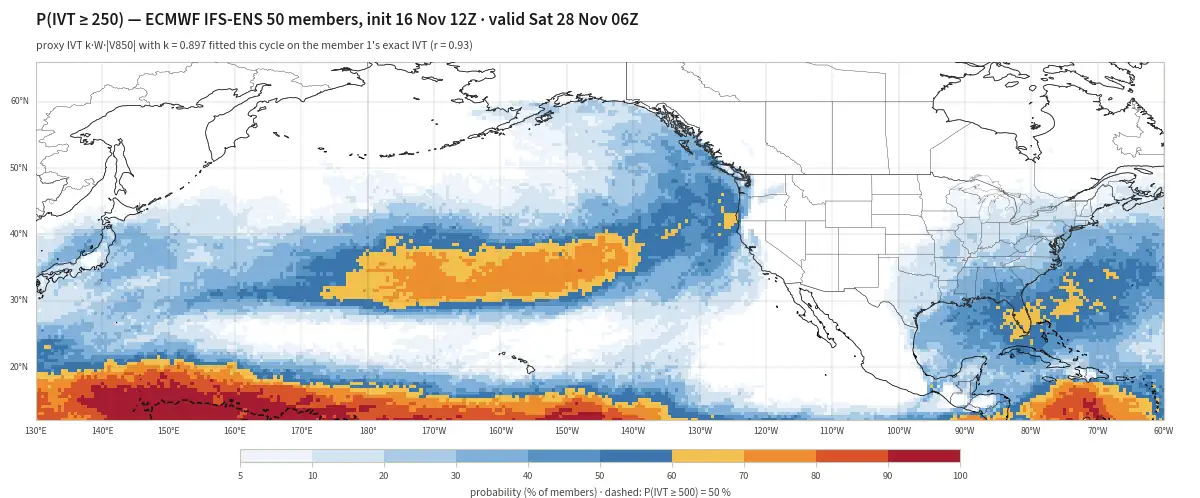 P(IVT ≥ 250) — ECMWF IFS-ENS 50 members, init 16 Nov 12Z · valid Sat 28 Nov 06Z
proxy IVT k·W·|V850| with k = 0.897 fitted this cycle on the member 1's exact IVT (r = 0.93)
60°N
50°N
40°N
30°N
20°N
130°E 140°E 150°E 160°E 170°E 180° 170°W 160°W 150°W 140°W 130°W 120°W 110°W 100°W 90°W 80°W 70°W 60°W
5 10 20 30 40 50 60 70 80 90 100
probability (% of members) · dashed: P(IVT ≥ 500) = 50 %